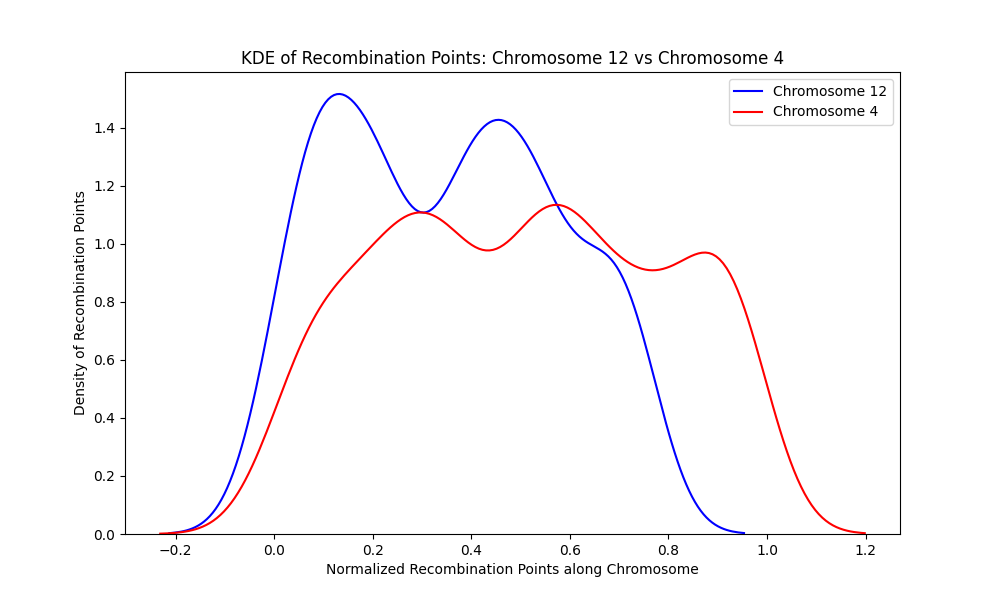 KDE of Recombination Points: Chromosome 12 vs Chromosome 4
Chromosome 12
Chromosome 4
Density of Recombination Points
1.4
1.2
1.0
0.8
0.6
0.4
0.2
0.0
−0.2 0.0 0.2 0.4 0.6 0.8 1.0 1.2
Normalized Recombination Points along Chromosome